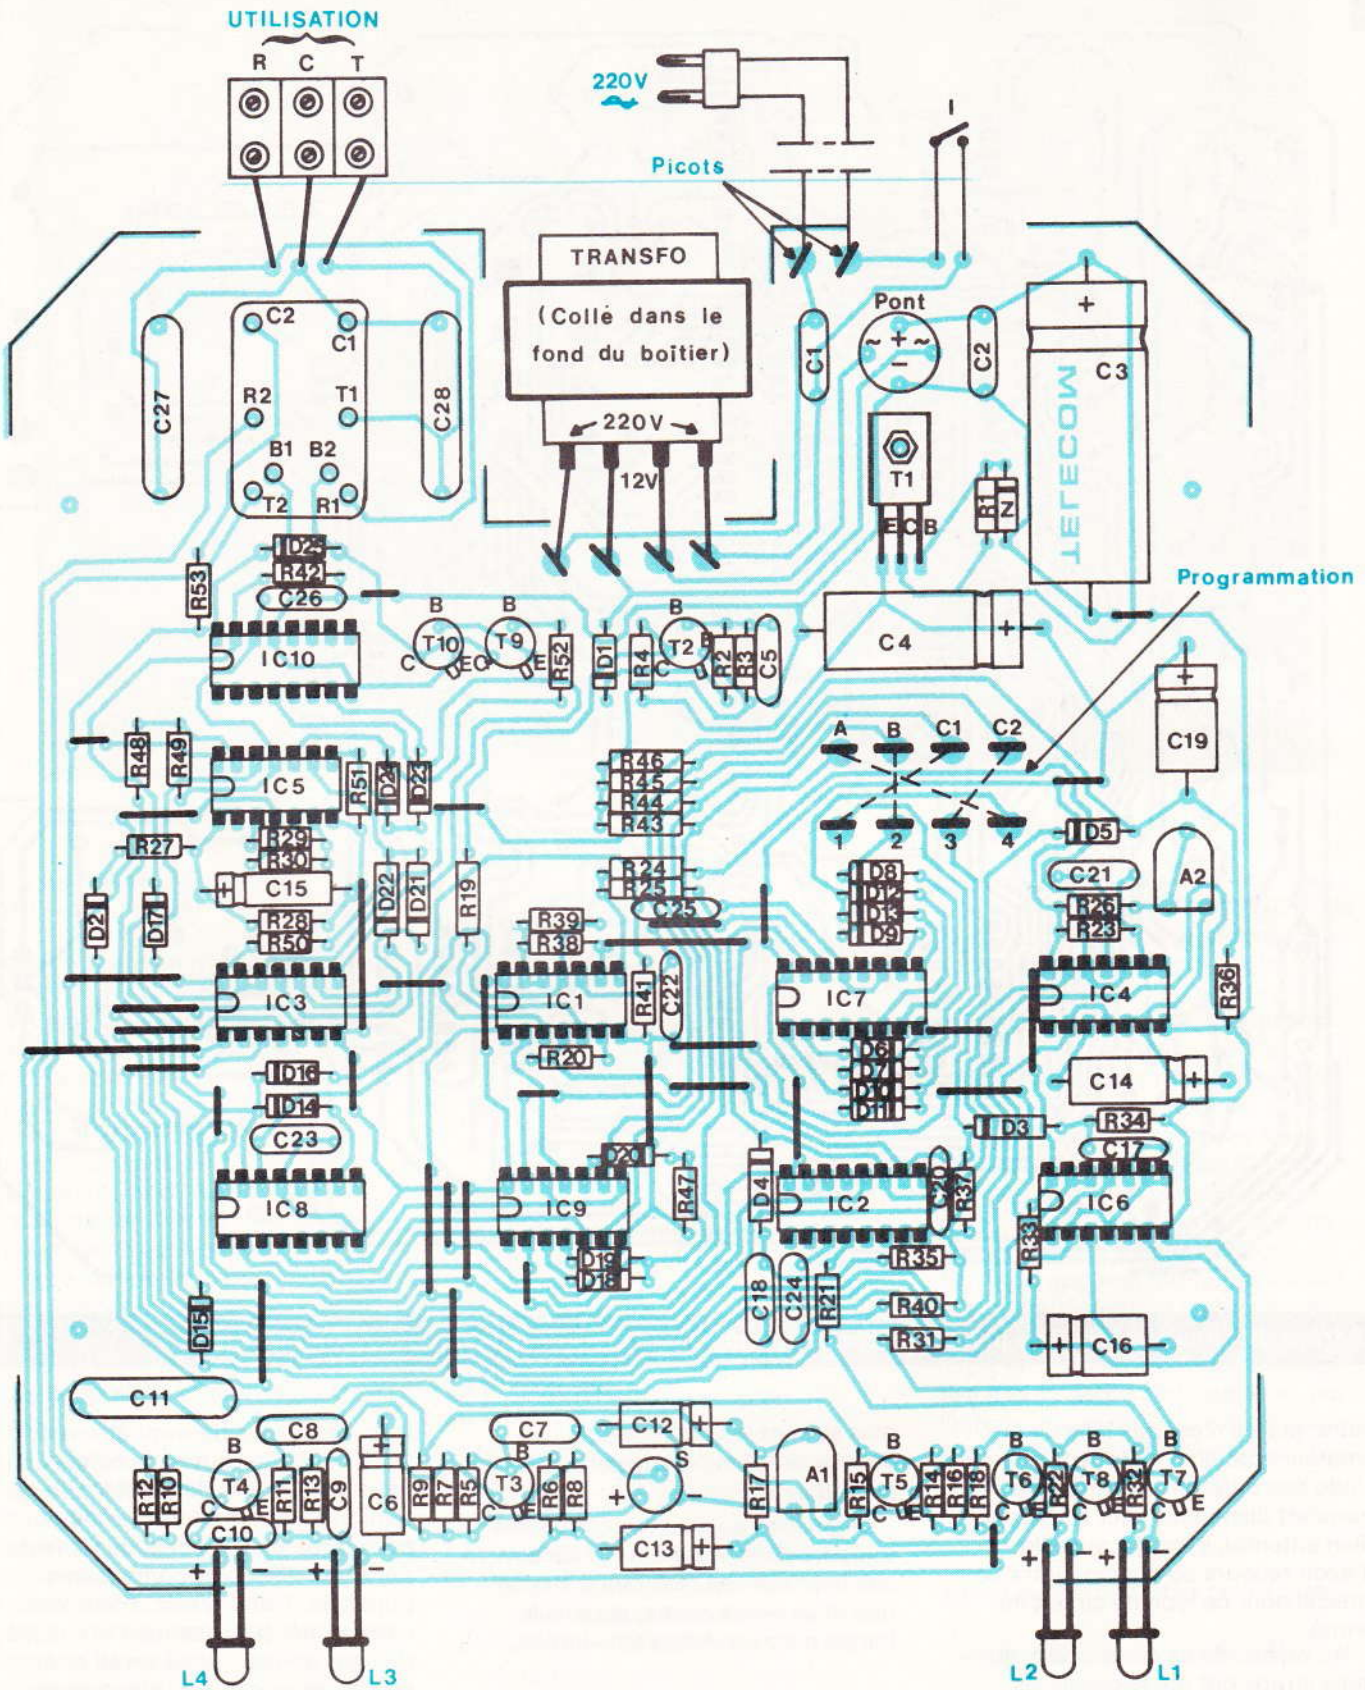 UTILISATION
R C T
220V
I
Picots
TRANSFO
(Collé dans le
fond du boîtier)
220V
12V
C2
C1
R2
T1
B1
B2
T2
R1
C27
C28
C1
Pont
~ + ~
-
C2
+
C3
TELECOM
T1
E C B
R1
Z
Programmation
R53
D25
R42
C26
IC10
B
T10
C
E
B
T9
C
E
R52
D1
R4
B
T2
C
E
R2
R3
C5
C4
+
+
C19
A B C1 C2
1 2 3 4
R48
R49
IC5
R51
D24
D23
R46
R45
R44
R43
D5
R27
R29
R30
+
C15
R28
R50
D2
D17
D22
D21
R19
R24
R25
C25
R39
R38
D8
D12
D13
D9
C21
R26
R23
A2
IC3
IC1
R41
C22
IC7
IC4
R36
R20
D6
D7
D10
D11
C14
+
D16
D14
C23
D3
R34
C17
IC8
D20
IC9
R47
D4
IC2
C20
R37
IC6
R33
D19
D18
R35
C18
C24
R21
R40
R31
D15
+
C16
C11
C8
C7
C12
+
R12
R10
B
T4
C
E
R11
R13
C9
+
C6
R9
R7
R5
B
T3
C
E
R6
R8
S
+
-
R17
A1
R15
B
T5
C
E
R14
R16
R18
B
T6
C
E
R22
B
T8
C
E
R32
B
T7
C
E
C10
C13
+
+ -
+ -
+ -
+ -
L4
L3
L2
L1